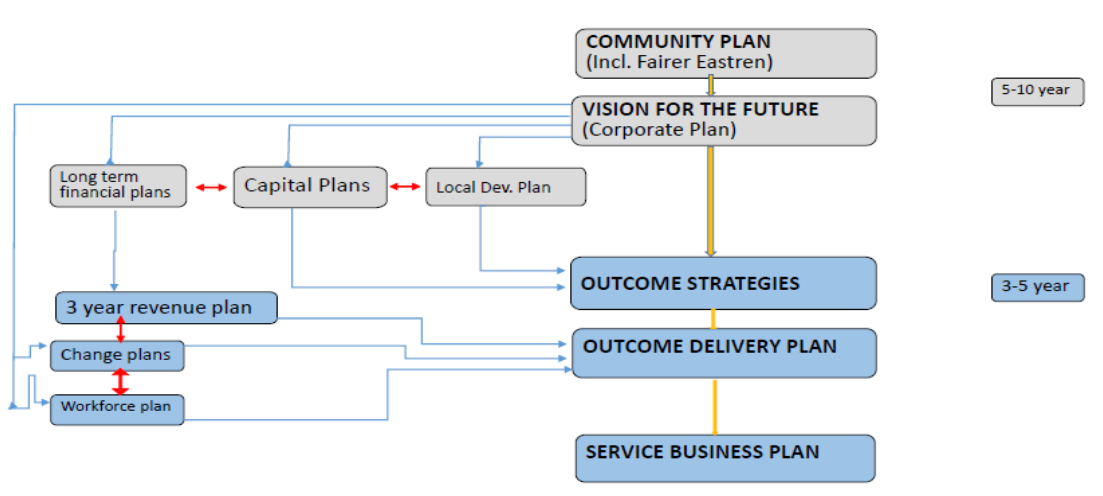 COMMUNITY PLAN
(Incl. Fairer Eastren)
5-10 year
VISION FOR THE FUTURE
(Corporate Plan)
Long term
financial plans
Capital Plans
Local Dev. Plan
OUTCOME STRATEGIES
3-5 year
3 year revenue plan
OUTCOME DELIVERY PLAN
Change plans
Workforce plan
SERVICE BUSINESS PLAN